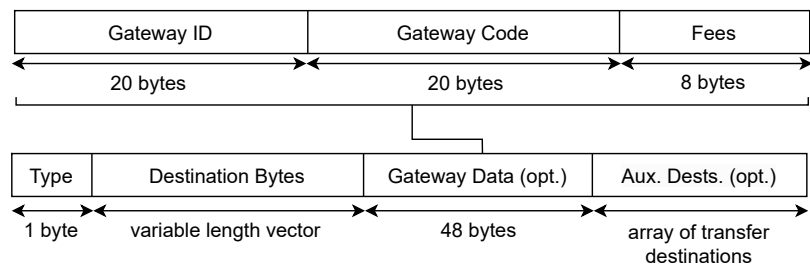 Gateway ID Gateway Code Fees
20 bytes 20 bytes 8 bytes
Type Destination Bytes Gateway Data (opt.) Aux. Dests. (opt.)
1 byte variable length vector 48 bytes array of transfer
destinations